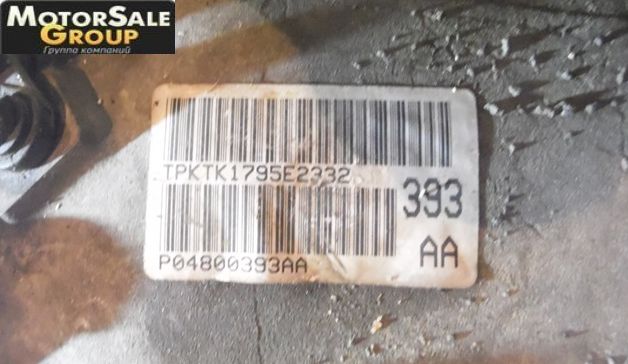 MotorSale
Group
Группа компаний
TPKTK1795E2332
393
P04800393AA
AA